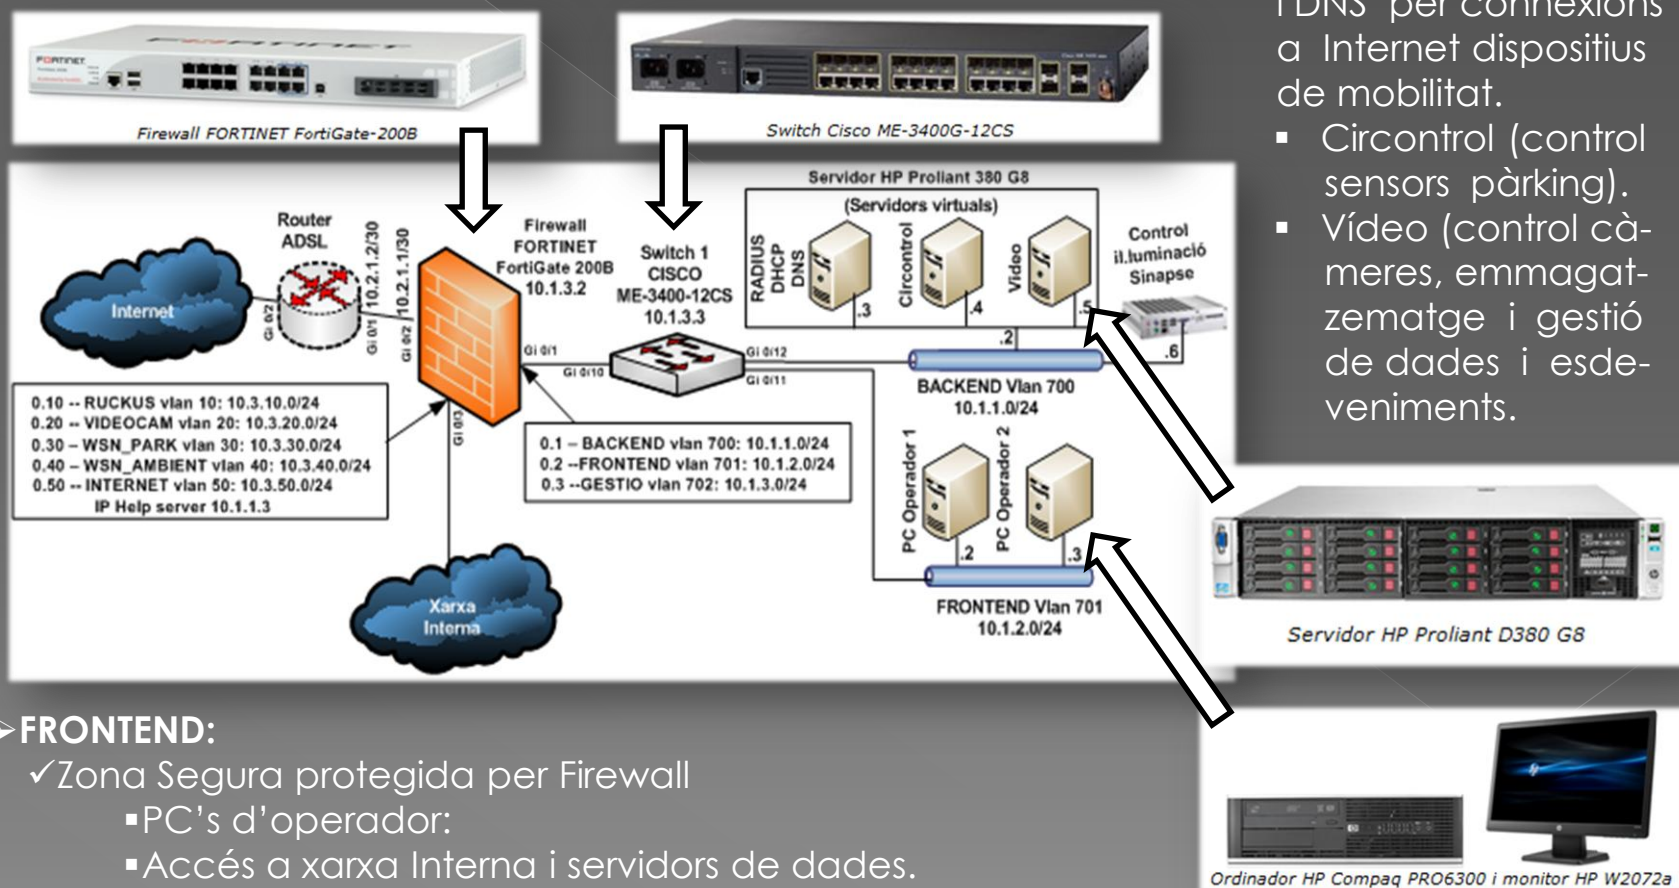 FORTINET
Firewall FORTINET FortiGate-200B
Switch Cisco ME-3400G-12CS
i DNS per connexions
a Internet dispositius
de mobilitat.
▪ Circontrol (control
sensors pàrking).
▪ Vídeo (control cà-
meres, emmagat-
zematge i gestió
de dades i esde-
veniments.
Servidor HP Proliant 380 G8
(Servidors virtuals)
RADIUS
DHCP
DNS
.3
Circontrol
.4
Video
.5
Control
il.luminació
Sinapse
.6
.2
Internet
Router
ADSL
Gi 0/2
Gi 0/1 10.2.1.2/30
Gi 0/2 10.2.1.1/30
Firewall
FORTINET
FortiGate 200B
10.1.3.2
Switch 1
CISCO
ME-3400-12CS
10.1.3.3
Gi 0/1
Gi 0/10
Gi 0/12
Gi 0/11
BACKEND Vlan 700
10.1.1.0/24
0.10 -- RUCKUS vlan 10: 10.3.10.0/24
0.20 -- VIDEOCAM vlan 20: 10.3.20.0/24
0.30 – WSN_PARK vlan 30: 10.3.30.0/24
0.40 – WSN_AMBIENT vlan 40: 10.3.40.0/24
0.50 -- INTERNET vlan 50: 10.3.50.0/24
IP Help server 10.1.1.3
Gi 0/3
0.1 – BACKEND vlan 700: 10.1.1.0/24
0.2 --FRONTEND vlan 701: 10.1.2.0/24
0.3 --GESTIO vlan 702: 10.1.3.0/24
PC Operador 1
.2
PC Operador 2
.3
Xarxa
Interna
FRONTEND Vlan 701
10.1.2.0/24
Servidor HP Proliant D380 G8
➢FRONTEND:
✓Zona Segura protegida per Firewall
▪PC’s d’operador:
▪Accés a xarxa Interna i servidors de dades.
Ordinador HP Compaq PRO6300 i monitor HP W2072a